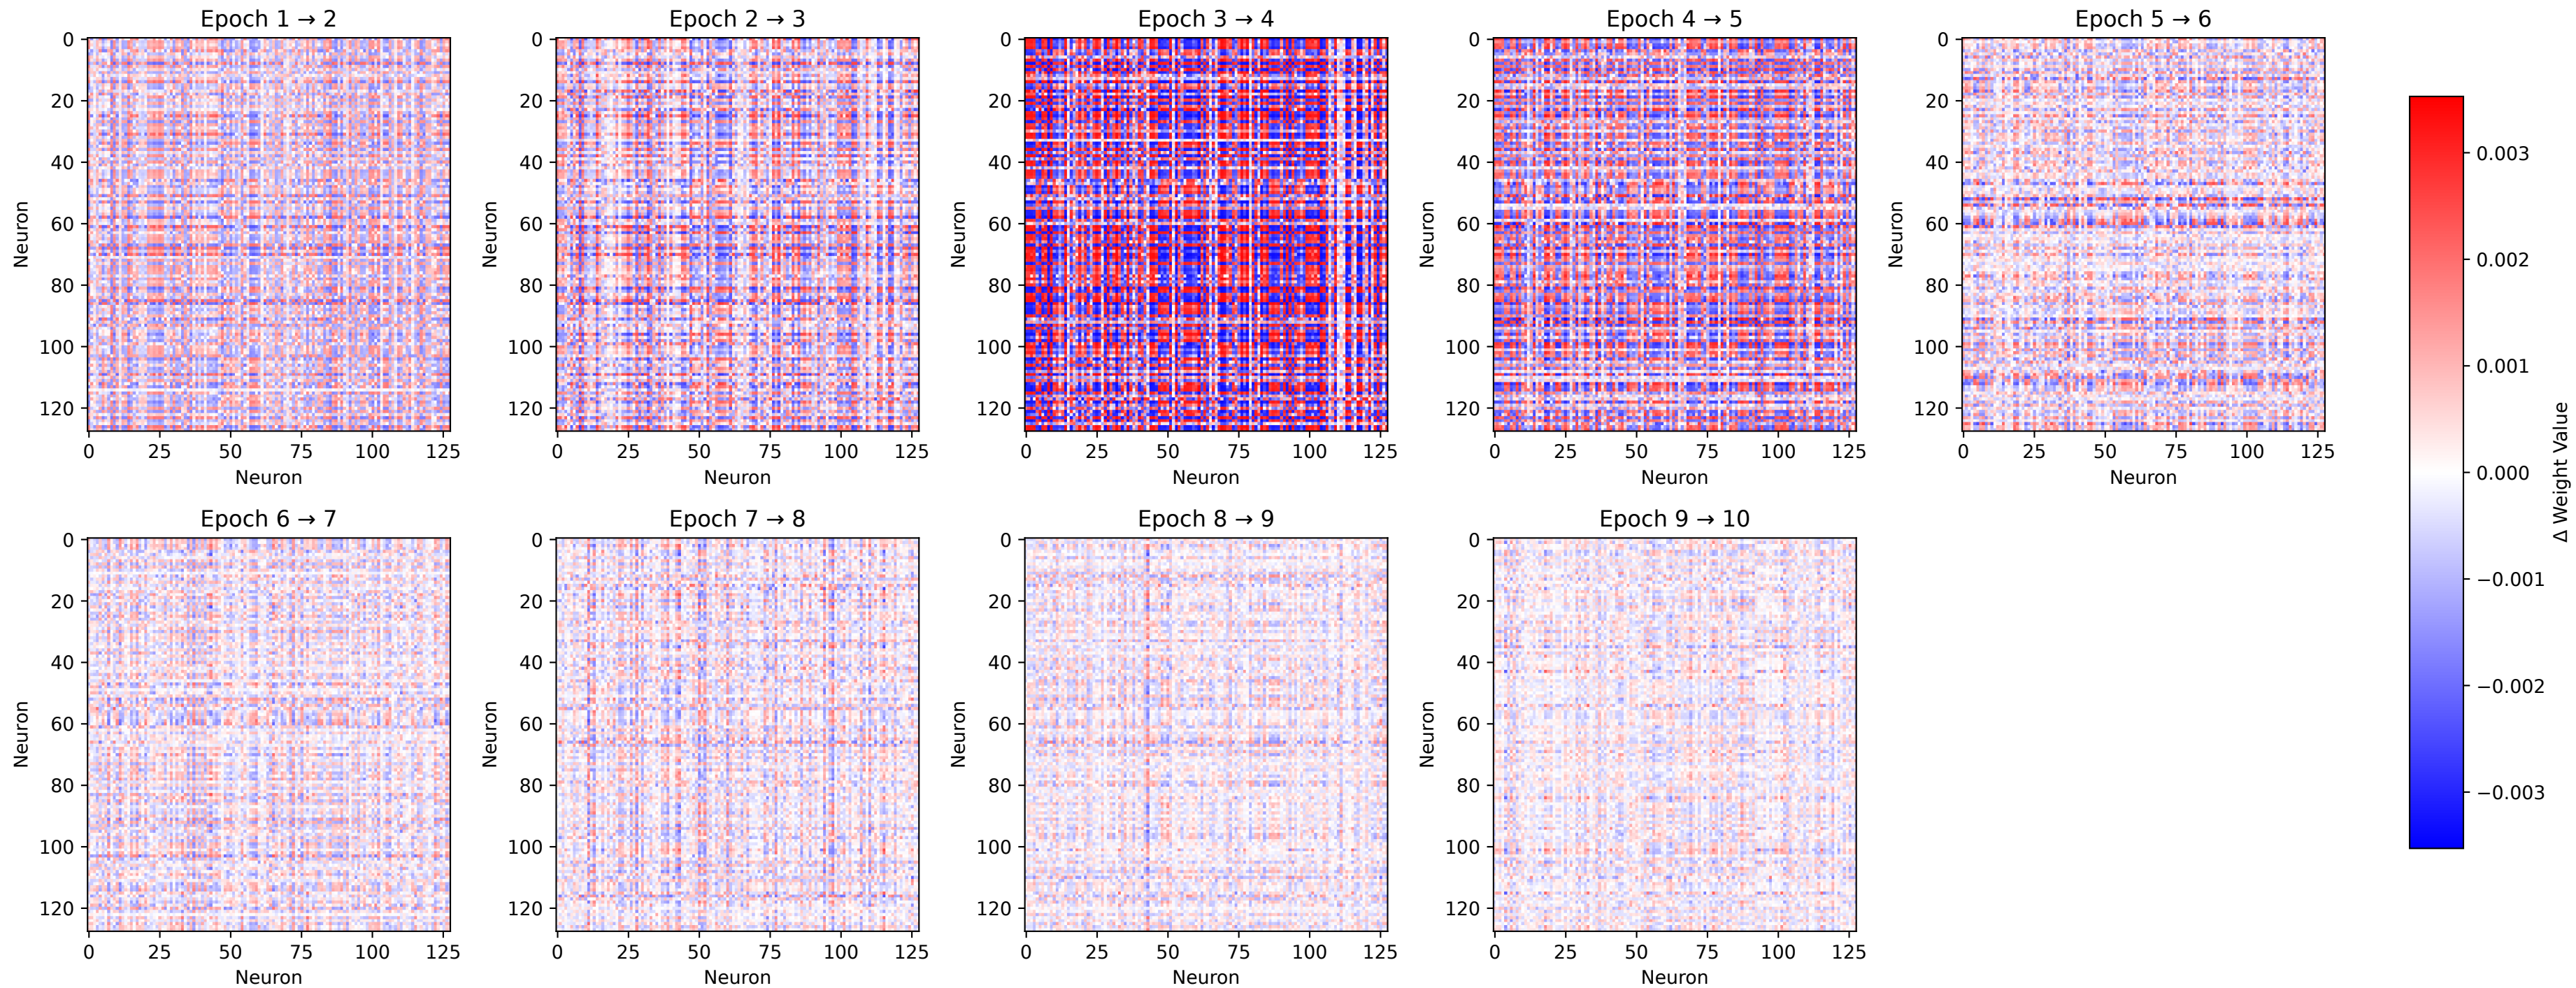 Epoch 1 → 2
Epoch 2 → 3
Epoch 3 → 4
Epoch 4 → 5
Epoch 5 → 6
0
20
40
60
80
100
120
Neuron
0 25 50 75 100 125
Neuron
0
20
40
60
80
100
120
Neuron
0 25 50 75 100 125
Neuron
0
20
40
60
80
100
120
Neuron
0 25 50 75 100 125
Neuron
0
20
40
60
80
100
120
Neuron
0 25 50 75 100 125
Neuron
0
20
40
60
80
100
120
Neuron
0 25 50 75 100 125
Neuron
Epoch 6 → 7
Epoch 7 → 8
Epoch 8 → 9
Epoch 9 → 10
0
20
40
60
80
100
120
Neuron
0 25 50 75 100 125
Neuron
0
20
40
60
80
100
120
Neuron
0 25 50 75 100 125
Neuron
0
20
40
60
80
100
120
Neuron
0 25 50 75 100 125
Neuron
0
20
40
60
80
100
120
Neuron
0 25 50 75 100 125
Neuron
0.003
0.002
0.001
0.000
−0.001
−0.002
−0.003
Δ Weight Value